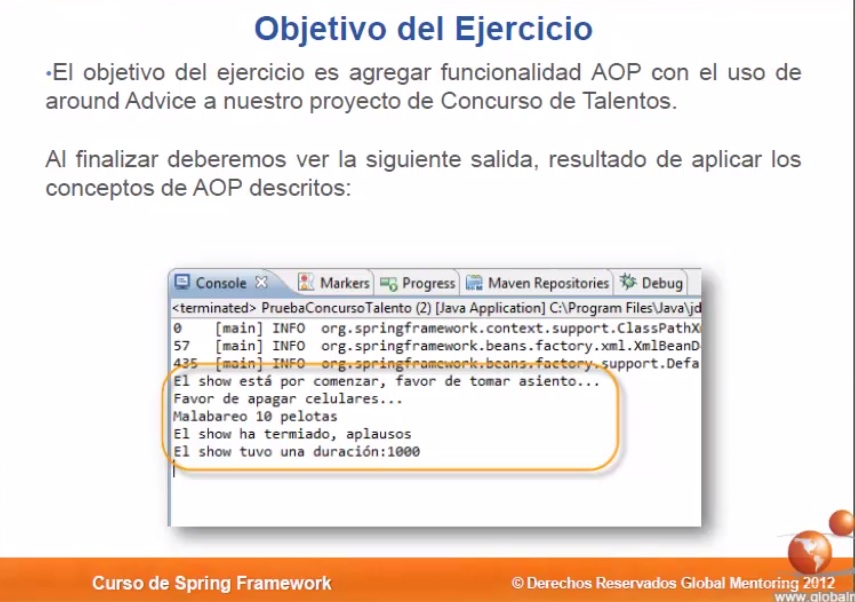 Objetivo del Ejercicio
•El objetivo del ejercicio es agregar funcionalidad AOP con el uso de
around Advice a nuestro proyecto de Concurso de Talentos.
Al finalizar deberemos ver la siguiente salida, resultado de aplicar los
conceptos de AOP descritos:
Console Markers Progress Maven Repositories Debug
<terminated> PruebaConcursoTalento (2) [Java Application] C:\Program Files\Java\jd
0 [main] INFO org.springframework.context.support.ClassPathX
57 [main] INFO org.springframework.beans.factory.xml.XmlBeanD
435 [main] INFO org.springframework.beans.factory.support.Defa
El show está por comenzar, favor de tomar asiento...
Favor de apagar celulares...
Malabareo 10 pelotas
El show ha termiado, aplausos
El show tuvo una duración:1000
Curso de Spring Framework
© Derechos Reservados Global Mentoring 2012